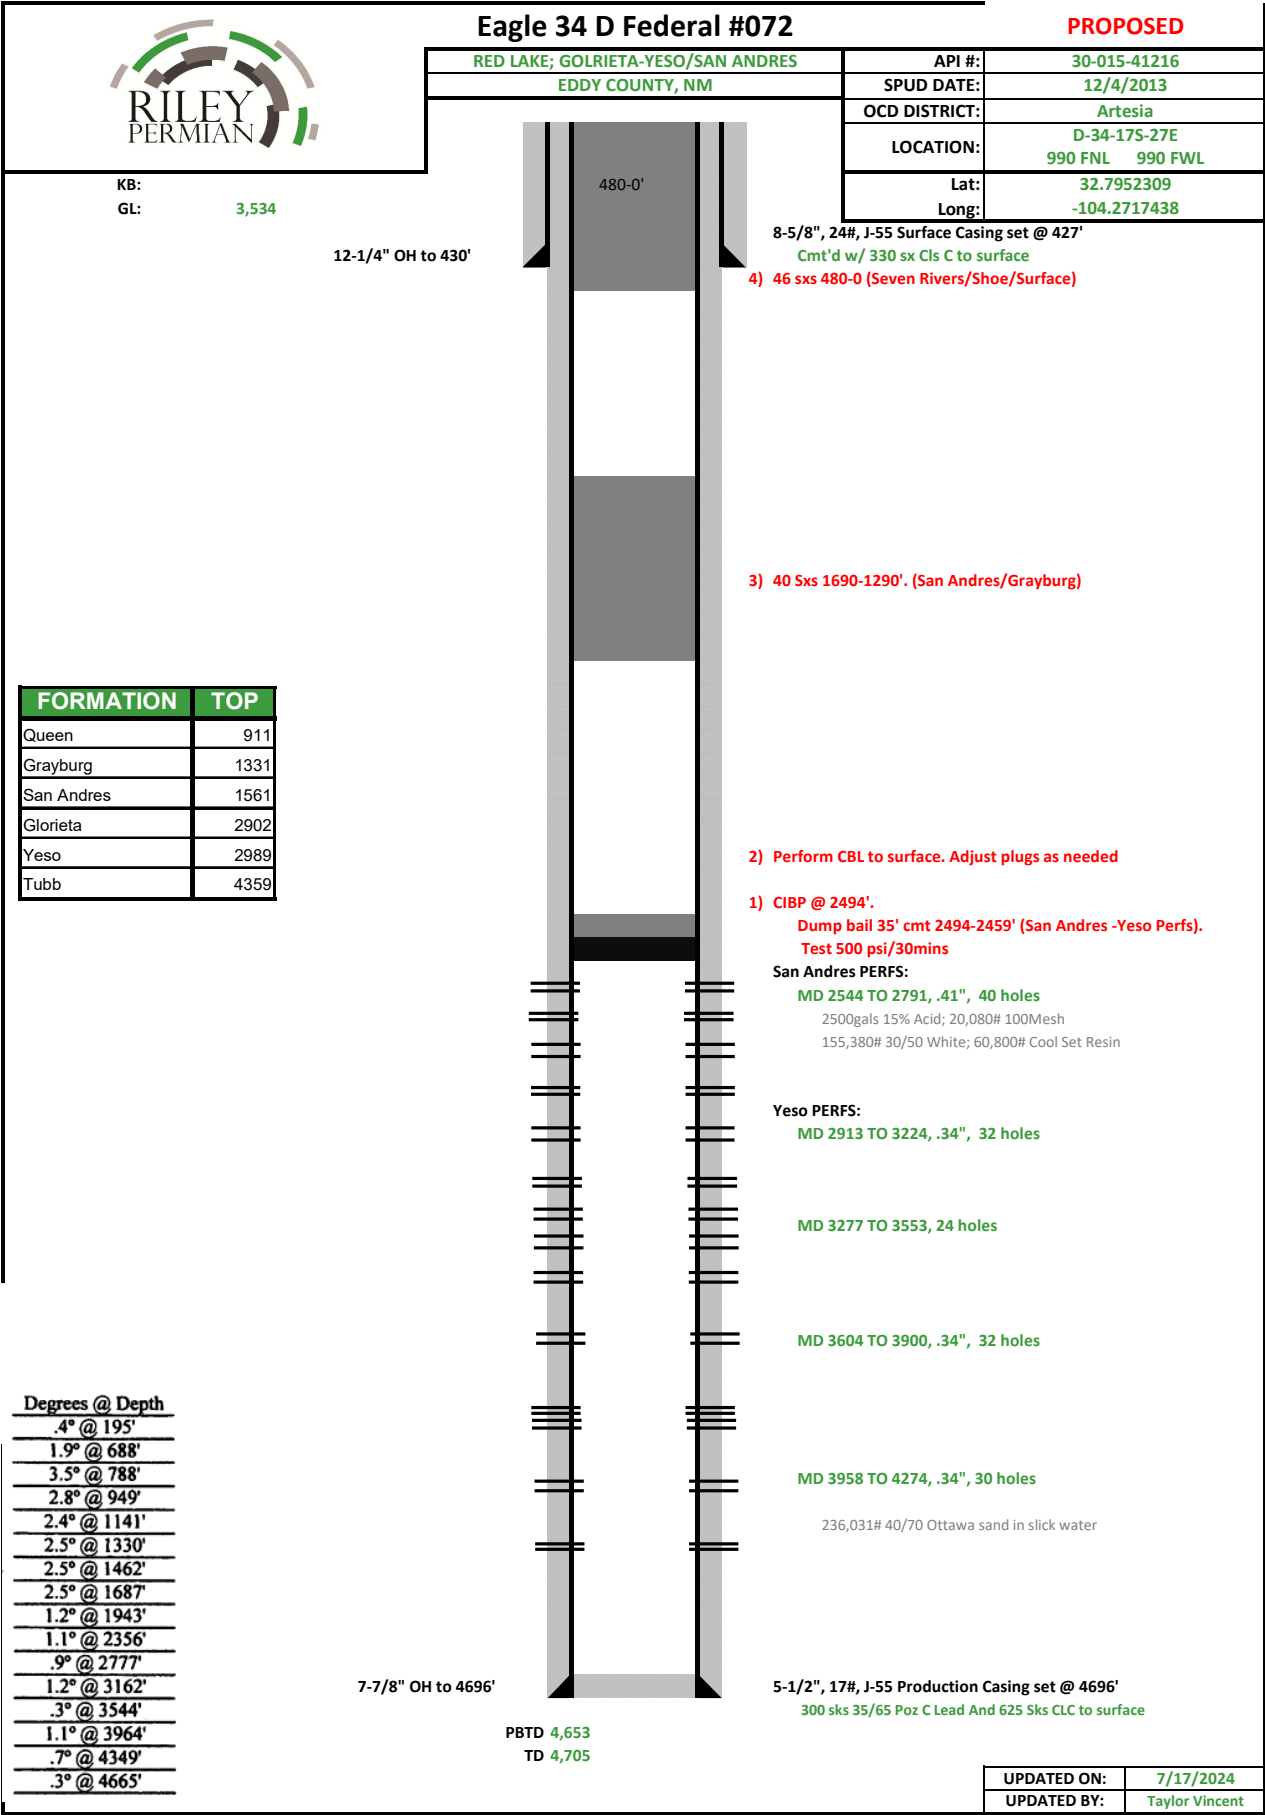 Eagle 34 D Federal #072
PROPOSED
RILEY
PERMIAN
RED LAKE; GOLRIETA-YESO/SAN ANDRES
EDDY COUNTY, NM
API #: 30-015-41216
SPUD DATE: 12/4/2013
OCD DISTRICT: Artesia
LOCATION: D-34-17S-27E
990 FNL 990 FWL
Lat: 32.7952309
Long: -104.2717438
KB:
GL: 3,534
480-0'
12-1/4" OH to 430'
8-5/8", 24#, J-55 Surface Casing set @ 427'
Cmt'd w/ 330 sx Cls C to surface
4) 46 sxs 480-0 (Seven Rivers/Shoe/Surface)
3) 40 Sxs 1690-1290'. (San Andres/Grayburg)
FORMATION TOP
Queen 911
Grayburg 1331
San Andres 1561
Glorieta 2902
Yeso 2989
Tubb 4359
2) Perform CBL to surface. Adjust plugs as needed
1) CIBP @ 2494'.
Dump bail 35' cmt 2494-2459' (San Andres -Yeso Perfs).
Test 500 psi/30mins
San Andres PERFS:
MD 2544 TO 2791, .41", 40 holes
2500gals 15% Acid; 20,080# 100Mesh
155,380# 30/50 White; 60,800# Cool Set Resin
Yeso PERFS:
MD 2913 TO 3224, .34", 32 holes
MD 3277 TO 3553, 24 holes
MD 3604 TO 3900, .34", 32 holes
MD 3958 TO 4274, .34", 30 holes
236,031# 40/70 Ottawa sand in slick water
Degrees @ Depth
.4° @ 195'
1.9° @ 688'
3.5° @ 788'
2.8° @ 949'
2.4° @ 1141'
2.5° @ 1330'
2.5° @ 1462'
2.5° @ 1687'
1.2° @ 1943'
1.1° @ 2356'
.9° @ 2777'
1.2° @ 3162'
.3° @ 3544'
1.1° @ 3964'
.7° @ 4349'
.3° @ 4665'
7-7/8" OH to 4696'
5-1/2", 17#, J-55 Production Casing set @ 4696'
300 sks 35/65 Poz C Lead And 625 Sks CLC to surface
PBTD 4,653
TD 4,705
UPDATED ON: 7/17/2024
UPDATED BY: Taylor Vincent